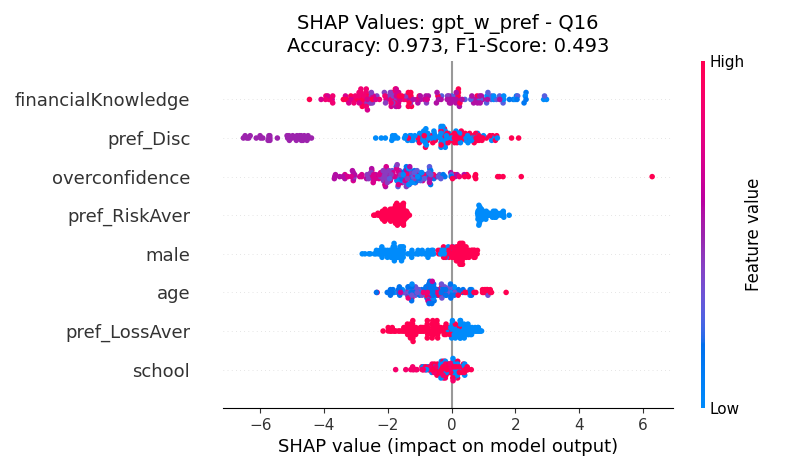 SHAP Values: gpt_w_pref - Q16
Accuracy: 0.973, F1-Score: 0.493
High
financialKnowledge
pref_Disc
overconfidence
pref_RiskAver
male
age
pref_LossAver
school
Feature value
Low
−6 −4 −2 0 2 4 6
SHAP value (impact on model output)